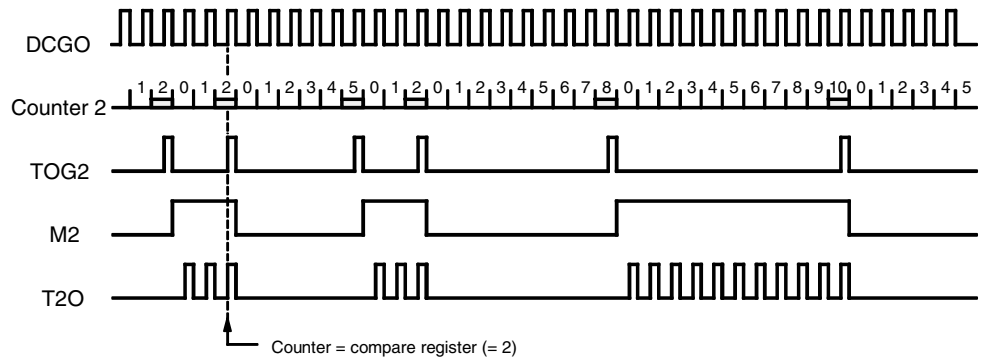 DCGO
Counter 2 1 2 0 1 2 0 1 2 3 4 5 0 1 2 0 1 2 3 4 5 6 7 8 0 1 2 3 4 5 6 7 8 9 10 0 1 2 3 4 5
TOG2
M2
T2O
Counter = compare register (= 2)